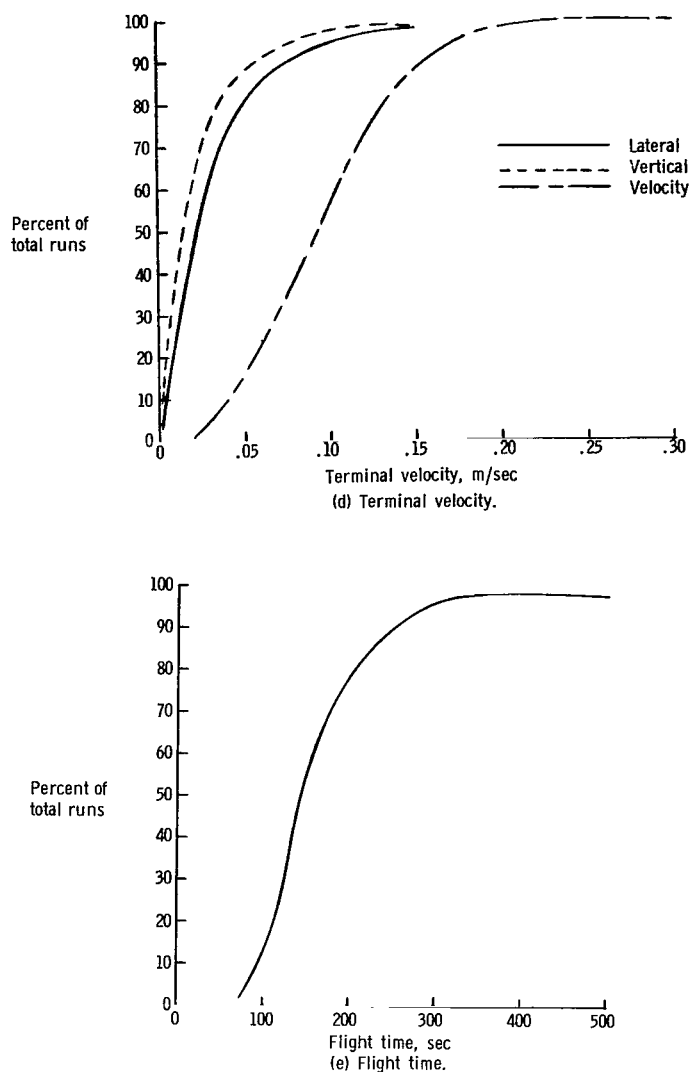 100
90
80
70
60
50
40
30
20
10
0
Percent of
total runs
Lateral
Vertical
Velocity
0 .05 .10 .15 .20 .25 .30
Terminal velocity, m/sec
(d) Terminal velocity.
100
90
80
70
60
50
40
30
20
10
0
Percent of
total runs
0 100 200 300 400 500
Flight time, sec
(e) Flight time.